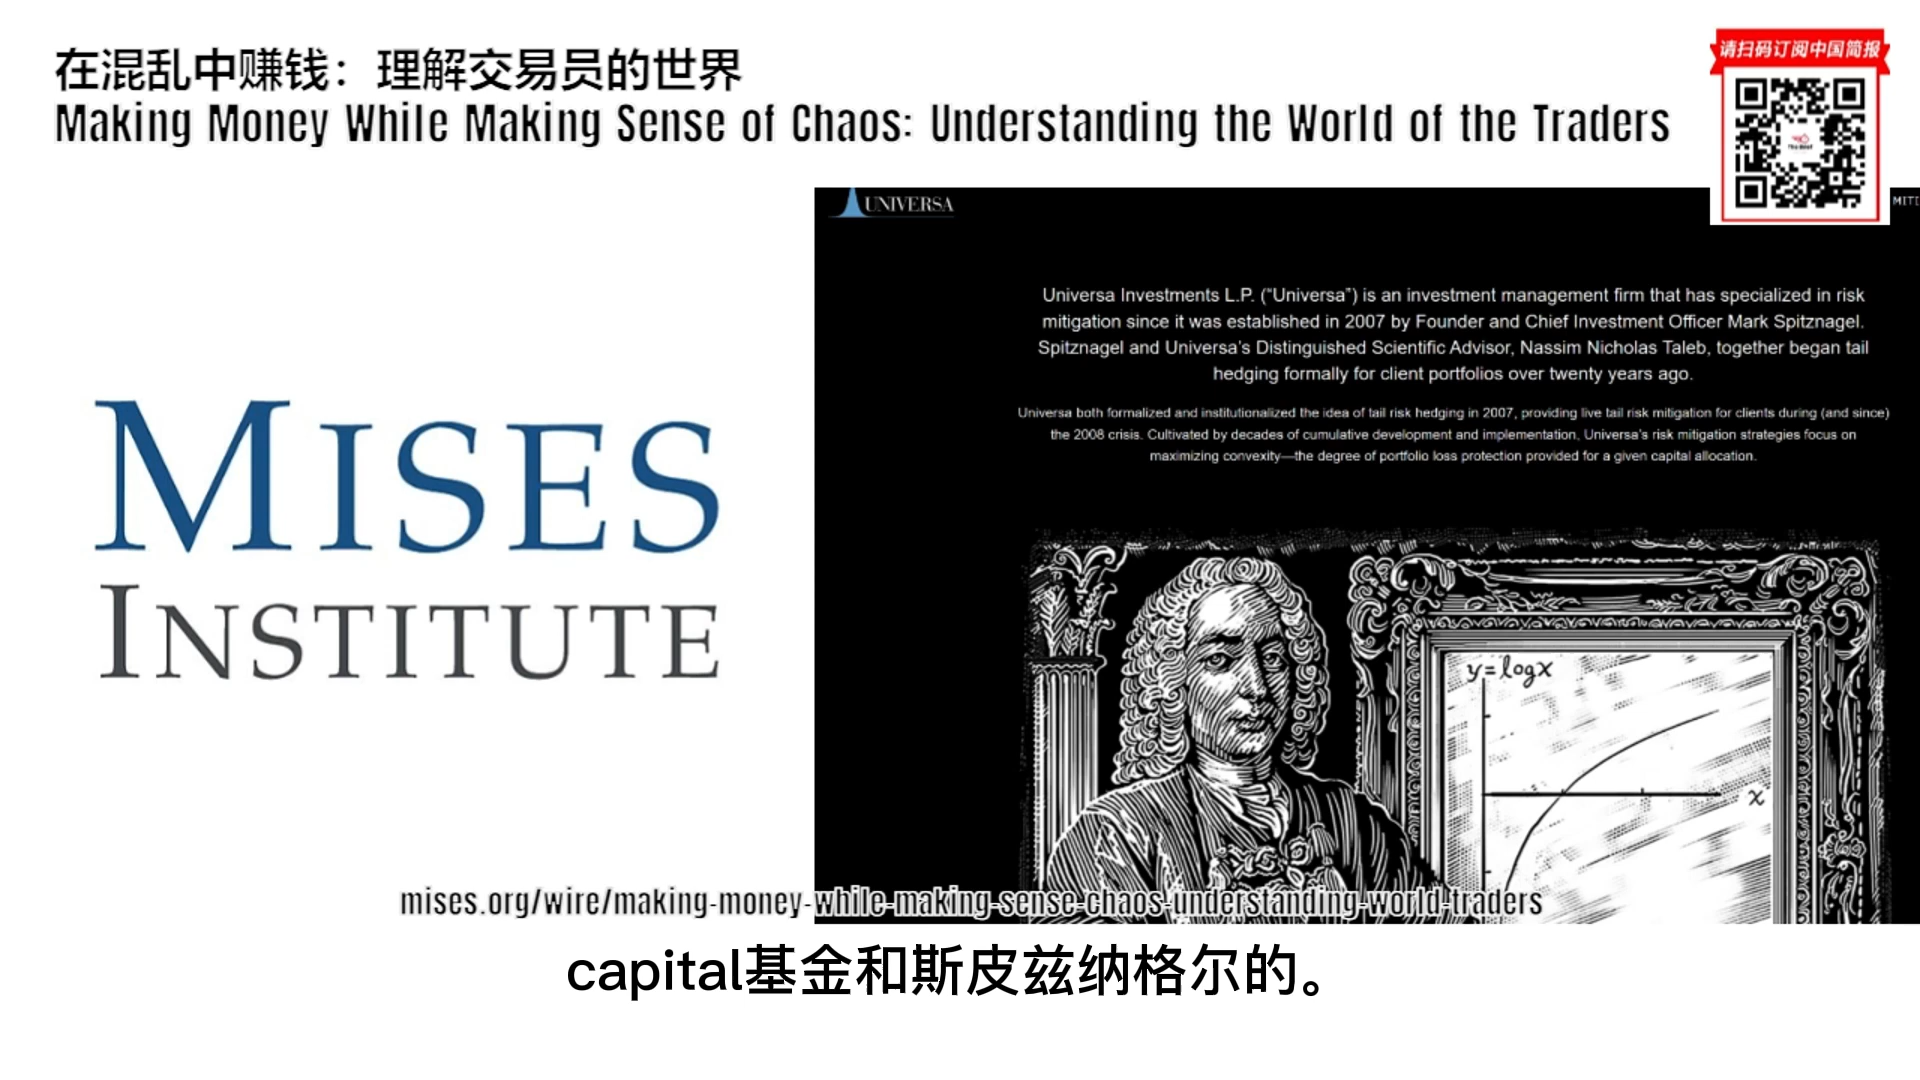 在混乱中赚钱：理解交易员的世界
Making Money While Making Sense of Chaos: Understanding the World of the Traders
请扫码订阅中国简报
UNIVERSA
MITI
Universa Investments L.P. (“Universa”) is an investment management firm that has specialized in risk
mitigation since it was established in 2007 by Founder and Chief Investment Officer Mark Spitznagel.
Spitznagel and Universa’s Distinguished Scientific Advisor, Nassim Nicholas Taleb, together began tail
hedging formally for client portfolios over twenty years ago.
Universa both formalized and institutionalized the idea of tail risk hedging in 2007, providing live tail risk mitigation for clients during (and since)
the 2008 crisis. Cultivated by decades of cumulative development and implementation, Universa’s risk mitigation strategies focus on
maximizing convexity—the degree of portfolio loss protection provided for a given capital allocation.
MISES
INSTITUTE
y=logx
x
mises.org/wire/making-money-while-making-sense-chaos-understanding-world-traders
capital基金和斯皮兹纳格尔的。